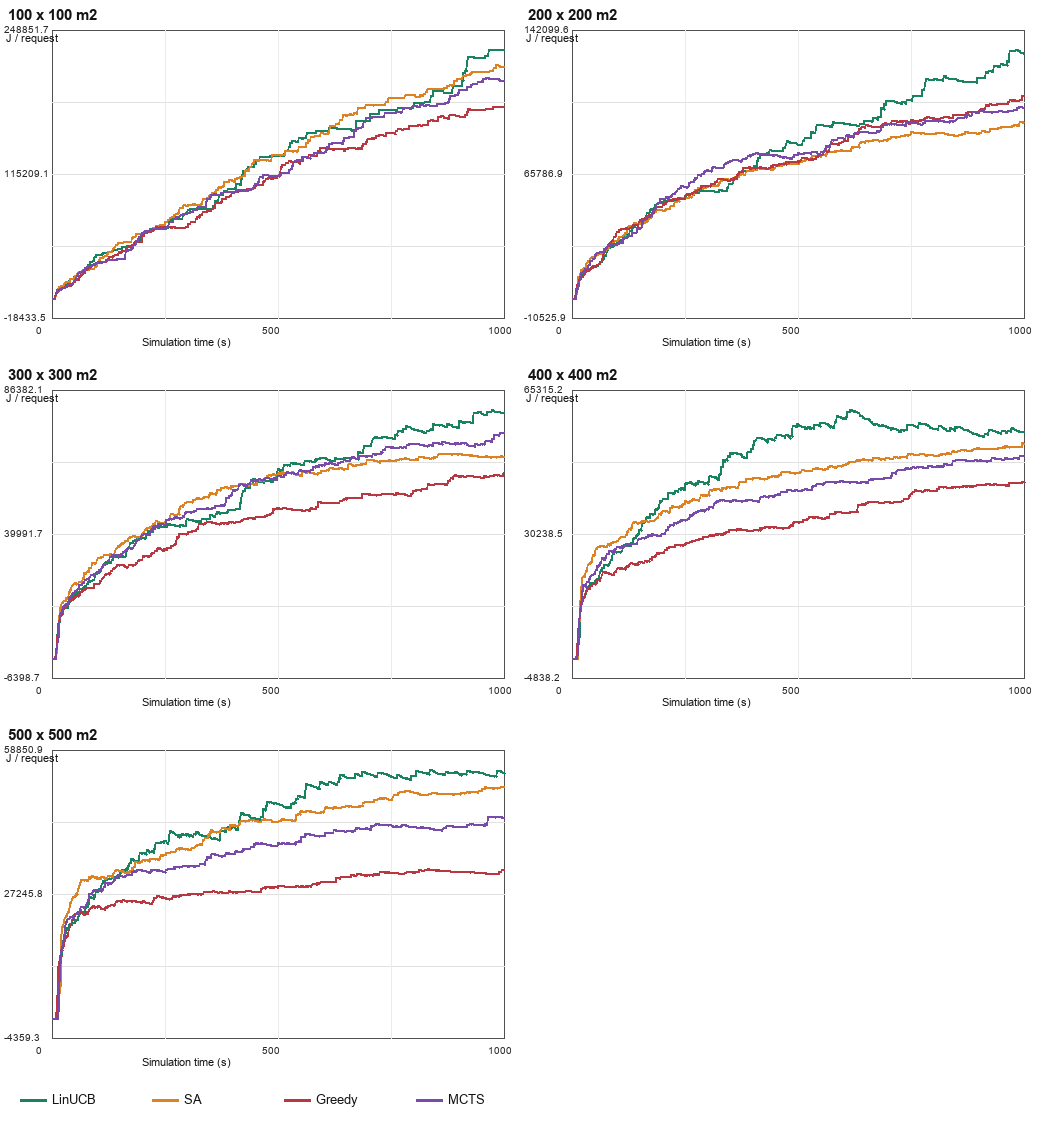 100 x 100 m2
248851.7
J / request
115209.1
-18433.5
0 500 1000
Simulation time (s)
200 x 200 m2
142099.6
J / request
65786.9
-10525.9
0 500 1000
Simulation time (s)
300 x 300 m2
86382.1
J / request
39991.7
-6398.7
0 500 1000
Simulation time (s)
400 x 400 m2
65315.2
J / request
30238.5
-4838.2
0 500 1000
Simulation time (s)
500 x 500 m2
58850.9
J / request
27245.8
-4359.3
0 500 1000
Simulation time (s)
LinUCB SA Greedy MCTS